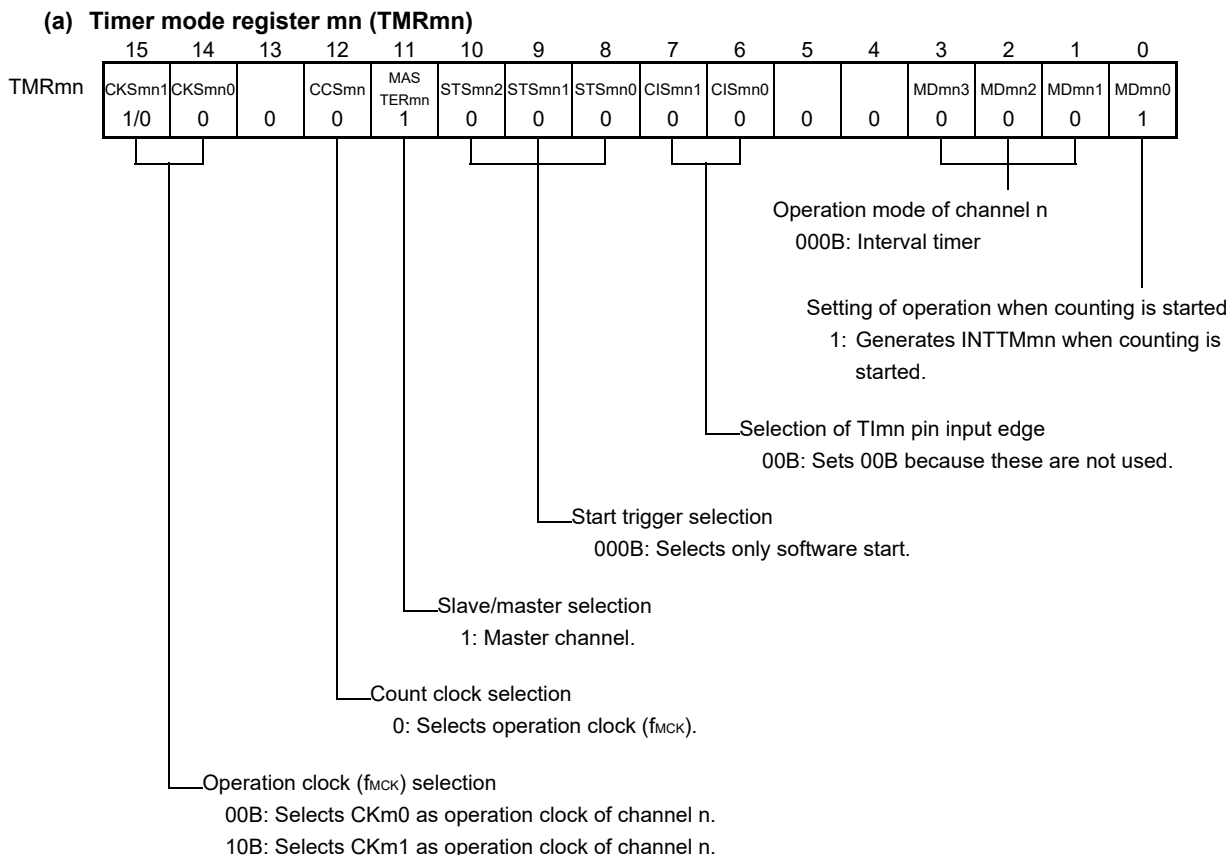 (a) Timer mode register mn (TMRmn)
15 14 13 12 11 10 9 8 7 6 5 4 3 2 1 0
TMRmn CKSmn1 CKSmn0 CCSmn MAS TERmn STSmn2 STSmn1 STSmn0 CISmn1 CISmn0 MDmn3 MDmn2 MDmn1 MDmn0
1/0 0 0 0 1 0 0 0 0 0 0 0 0 0 0 1
Operation mode of channel n
000B: Interval timer
Setting of operation when counting is started
1: Generates INTTMmn when counting is
started.
Selection of TImn pin input edge
00B: Sets 00B because these are not used.
Start trigger selection
000B: Selects only software start.
Slave/master selection
1: Master channel.
Count clock selection
0: Selects operation clock (fMCK).
Operation clock (fMCK) selection
00B: Selects CKm0 as operation clock of channel n.
10B: Selects CKm1 as operation clock of channel n.